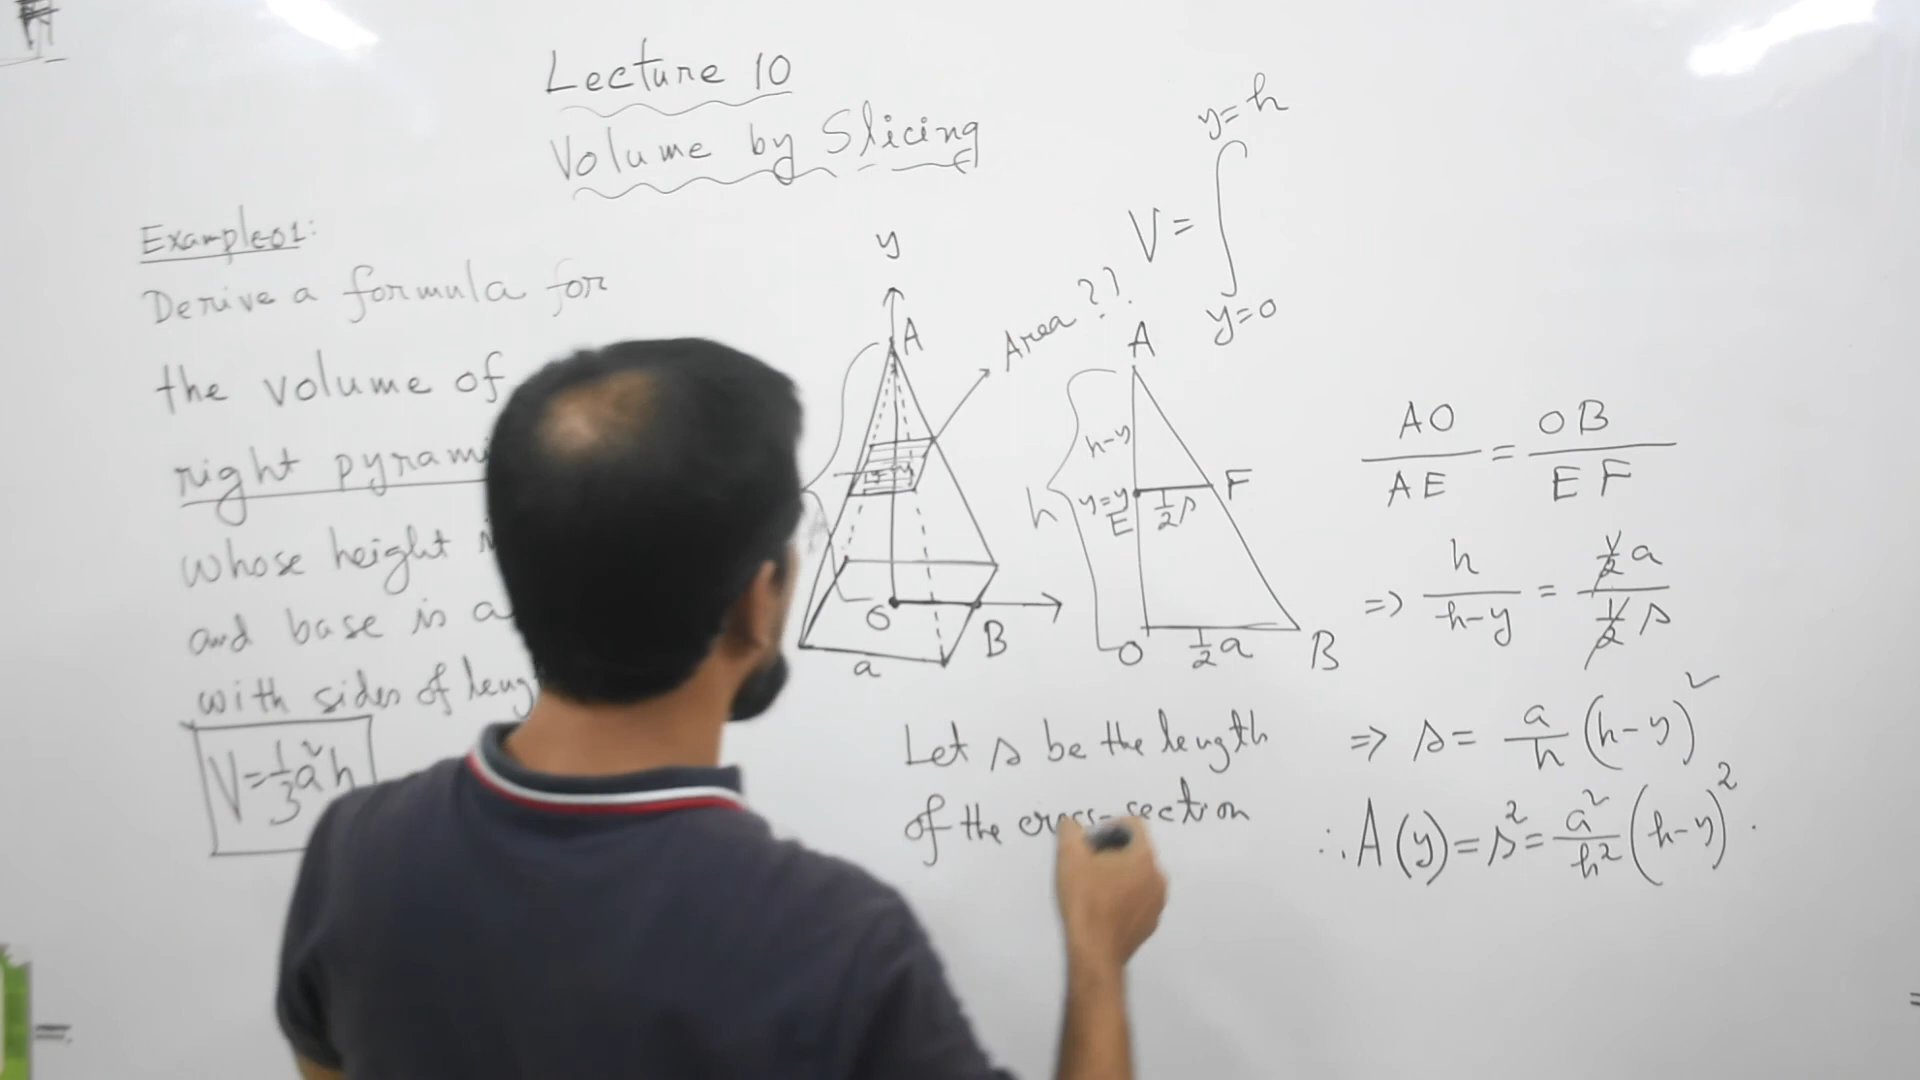 Lecture 10
Volume by Slicing
Example 01:
Derive a formula for
the volume of
right pyrami
whose height
and base is a
with sides of leng
V=1/3 a² h
y
A
Area ??
O
B
a
V = ∫
y=h
y=0
A
h
h-y
y=y
E
1/2 s
F
O
1/2 a
B
Let s be the length
of the cross-section
AO/AE = OB/EF
=> h/(h-y) = (1/2 a)/(1/2 s)
=> s = a/h (h-y)²
∴ A(y) = s² = a²/h² (h-y)².
=